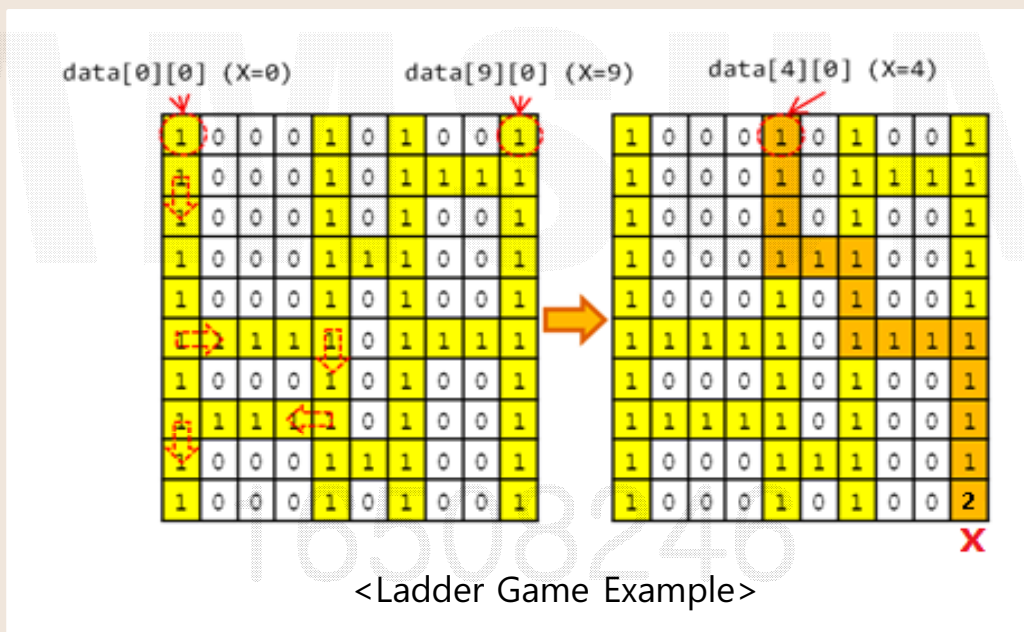 data[0][0] (X=0) data[9][0] (X=9) data[4][0] (X=4)
1 0 0 0 1 0 1 0 0 1 1 0 0 0 1 0 1 0 0 1
1 0 0 0 1 0 1 1 1 1 1 0 0 0 1 0 1 1 1 1
1 0 0 0 1 0 1 0 0 1 1 0 0 0 1 0 1 0 0 1
1 0 0 0 1 1 1 0 0 1 1 0 0 0 1 1 1 0 0 1
1 0 0 0 1 0 1 0 0 1 1 0 0 0 1 0 1 0 0 1
1 1 1 1 1 0 1 1 1 1 1 1 1 1 1 0 1 1 1 1
1 0 0 0 1 0 1 0 0 1 1 0 0 0 1 0 1 0 0 1
1 1 1 1 1 0 1 0 0 1 1 1 1 1 1 0 1 0 0 1
1 0 0 0 1 1 1 0 0 1 1 0 0 0 1 1 1 0 0 1
1 0 0 0 1 0 1 0 0 1 1 0 0 0 1 0 1 0 0 2
X
16508246
<Ladder Game Example>